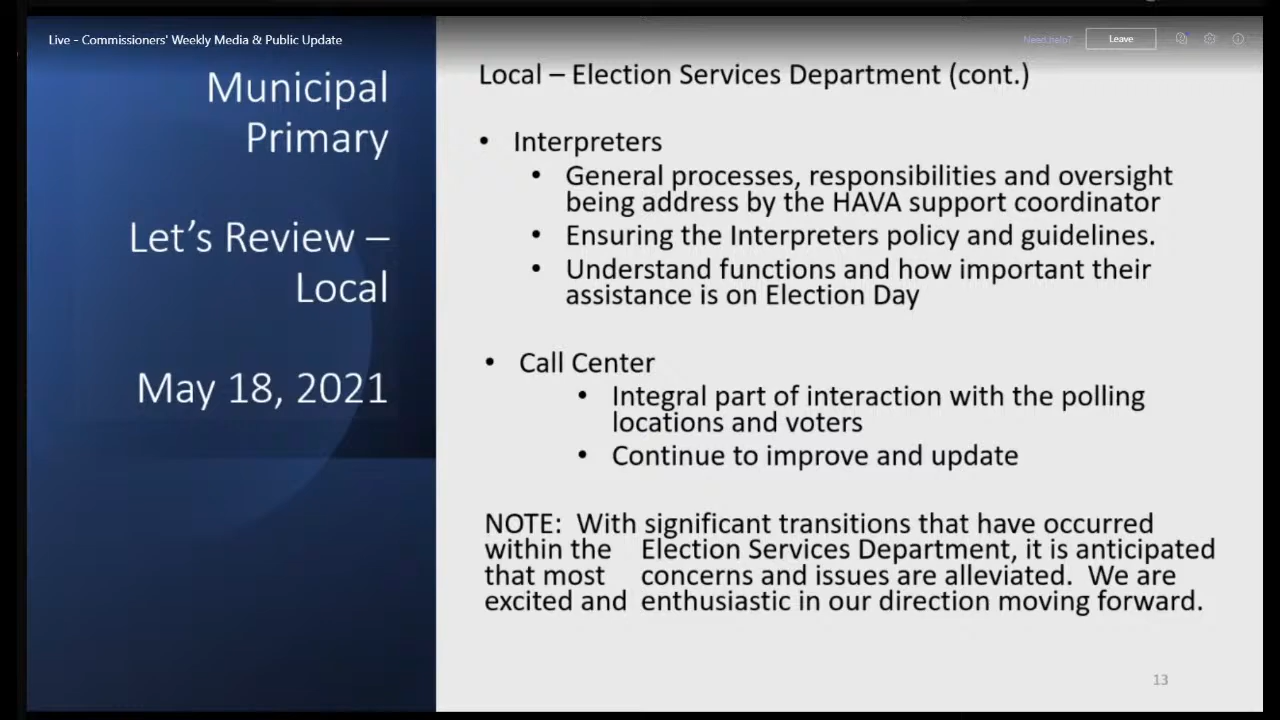 Live - Commissioners' Weekly Media & Public Update
Need help?
Leave
Municipal
Primary
Let's Review –
Local
May 18, 2021
Local – Election Services Department (cont.)
• Interpreters
• General processes, responsibilities and oversight
being address by the HAVA support coordinator
• Ensuring the Interpreters policy and guidelines.
• Understand functions and how important their
assistance is on Election Day
• Call Center
• Integral part of interaction with the polling
locations and voters
• Continue to improve and update
NOTE: With significant transitions that have occurred
within the Election Services Department, it is anticipated
that most concerns and issues are alleviated. We are
excited and enthusiastic in our direction moving forward.
13